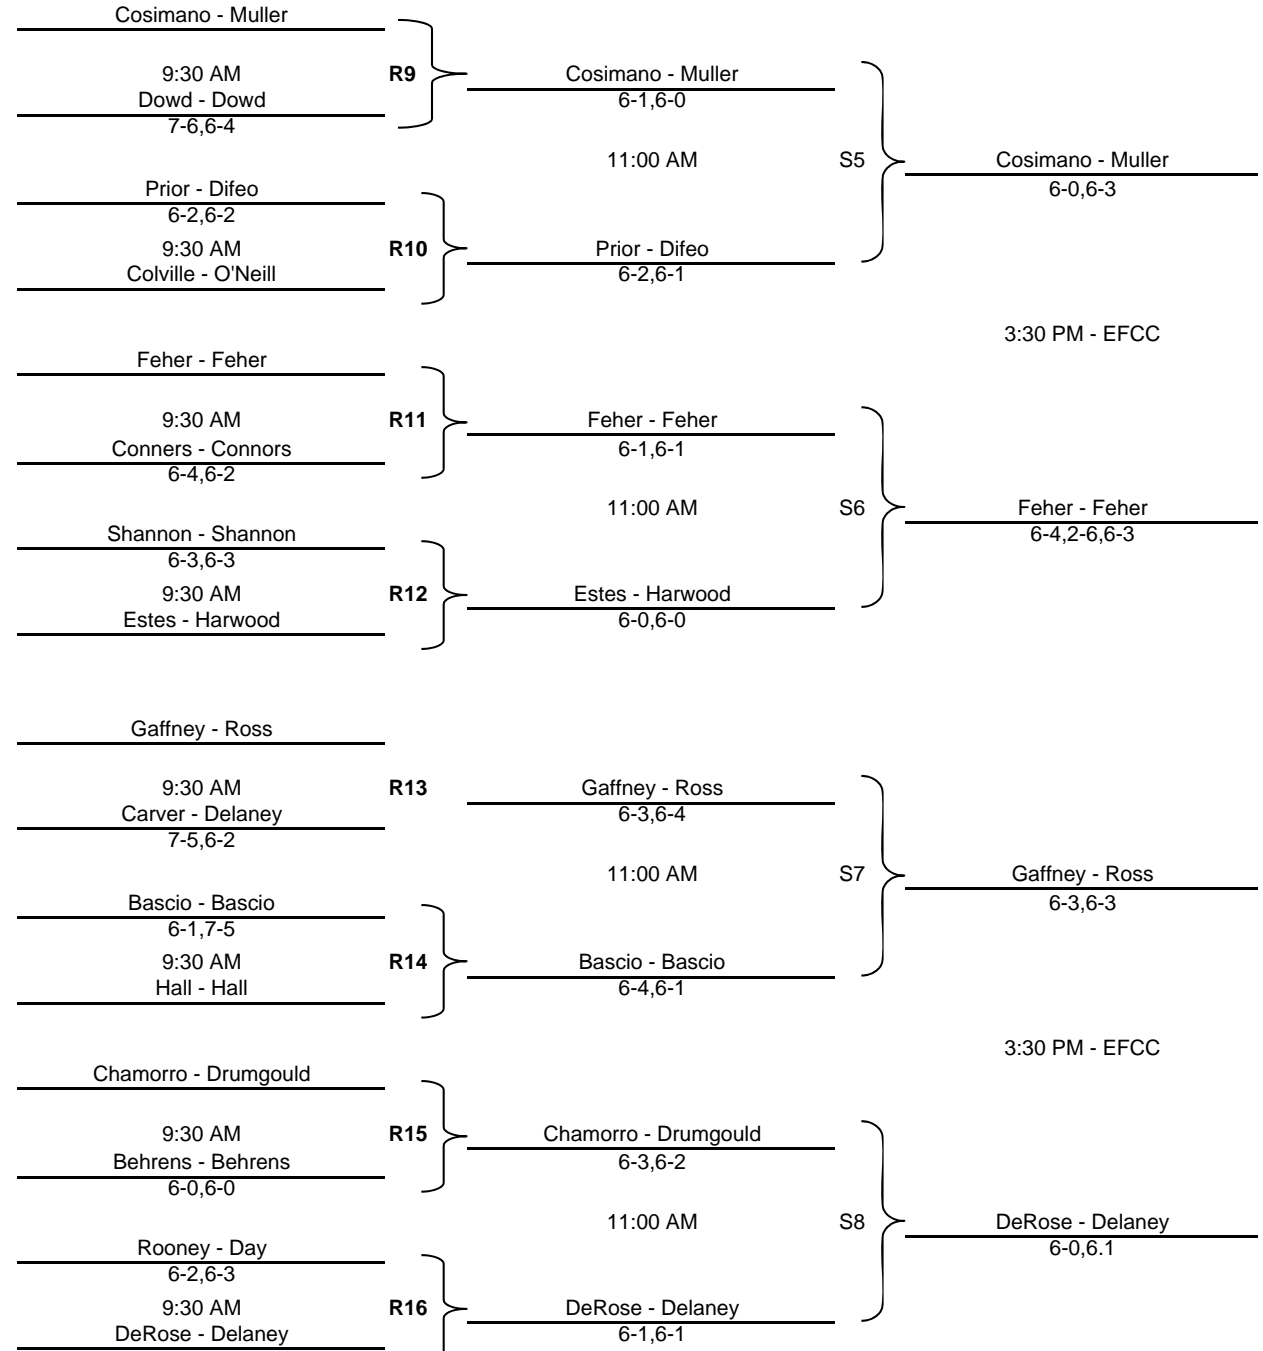 Cosimano - Muller
9:30 AM R9 Cosimano - Muller
Dowd - Dowd 6-1,6-0
7-6,6-4
11:00 AM S5 Cosimano - Muller
Prior - Difeo 6-0,6-3
6-2,6-2
9:30 AM R10 Prior - Difeo
Colville - O'Neill 6-2,6-1
3:30 PM - EFCC
Feher - Feher
9:30 AM R11 Feher - Feher
Conners - Connors 6-1,6-1
6-4,6-2
11:00 AM S6 Feher - Feher
Shannon - Shannon 6-4,2-6,6-3
6-3,6-3
9:30 AM R12 Estes - Harwood
Estes - Harwood 6-0,6-0
Gaffney - Ross
9:30 AM R13 Gaffney - Ross
Carver - Delaney 6-3,6-4
7-5,6-2
11:00 AM S7 Gaffney - Ross
Bascio - Bascio 6-3,6-3
6-1,7-5
9:30 AM R14 Bascio - Bascio
Hall - Hall 6-4,6-1
3:30 PM - EFCC
Chamorro - Drumgould
9:30 AM R15 Chamorro - Drumgould
Behrens - Behrens 6-3,6-2
6-0,6-0
11:00 AM S8 DeRose - Delaney
Rooney - Day 6-0,6.1
6-2,6-3
9:30 AM R16 DeRose - Delaney
DeRose - Delaney 6-1,6-1